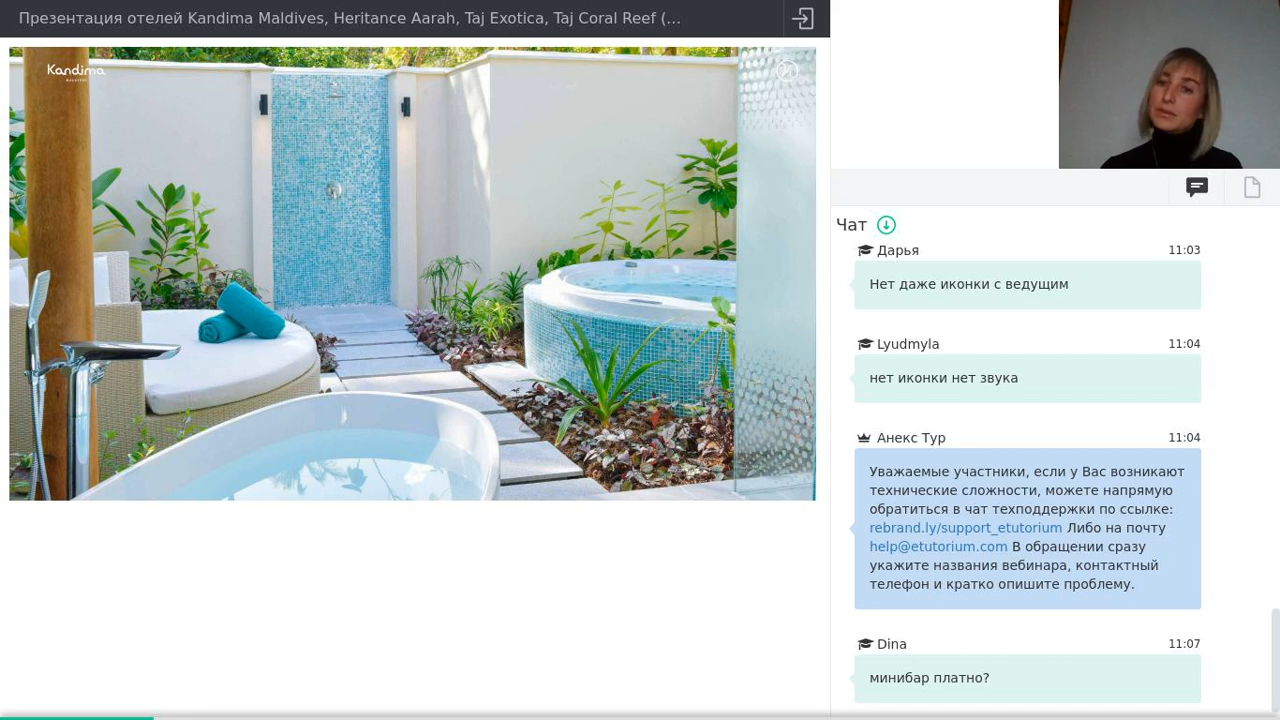 Презентация отелей Kandima Maldives, Heritance Aarah, Taj Exotica, Taj Coral Reef (...
Kandima
MALDIVES
Чат
Дарья 11:03
Нет даже иконки с ведущим
Lyudmyla 11:04
нет иконки нет звука
Анекс Тур 11:04
Уважаемые участники, если у Вас возникают
технические сложности, можете напрямую
обратиться в чат техподдержки по ссылке:
rebrand.ly/support_etutorium Либо на почту
help@etutorium.com В обращении сразу
укажите названия вебинара, контактный
телефон и кратко опишите проблему.
Dina 11:07
минибар платно?